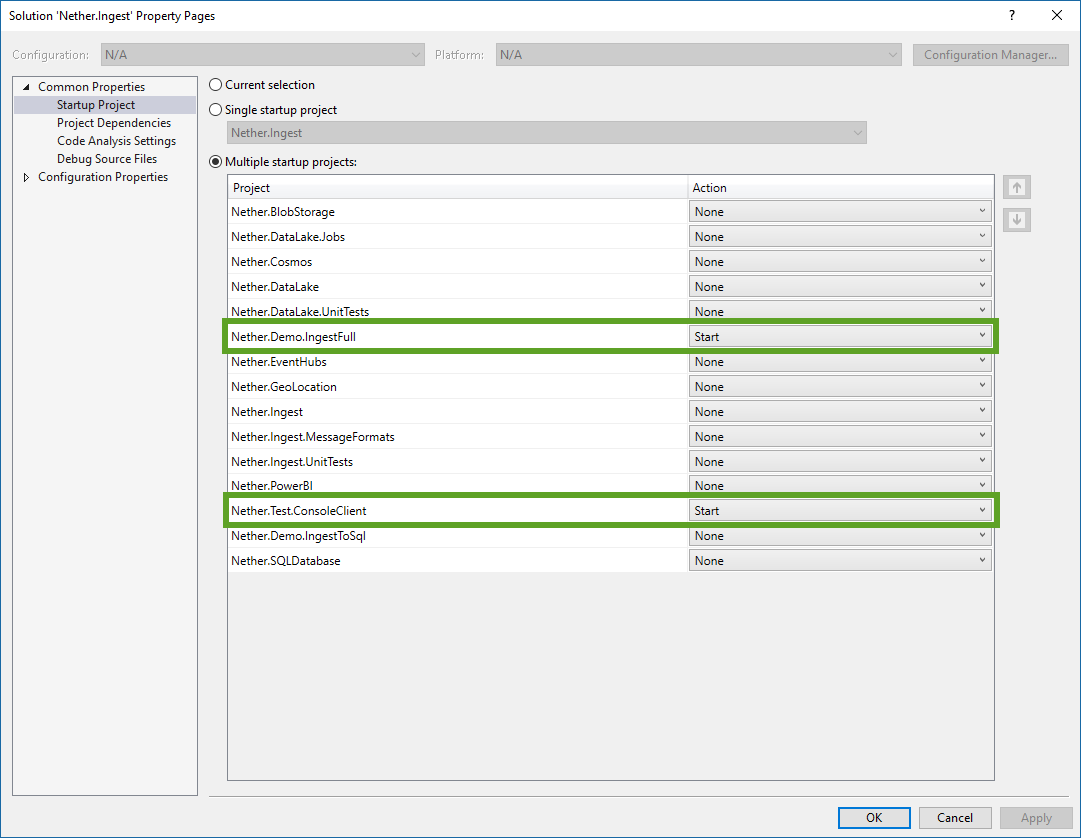 Solution 'Nether.Ingest' Property Pages ?
Configuration: N/A Platform: N/A Configuration Manager...
Common Properties
Startup Project
Project Dependencies
Code Analysis Settings
Debug Source Files
Configuration Properties
Current selection
Single startup project
Nether.Ingest
Multiple startup projects:
Project Action
Nether.BlobStorage None
Nether.DataLake.Jobs None
Nether.Cosmos None
Nether.DataLake None
Nether.DataLake.UnitTests None
Nether.Demo.IngestFull Start
Nether.EventHubs None
Nether.GeoLocation None
Nether.Ingest None
Nether.Ingest.MessageFormats None
Nether.Ingest.UnitTests None
Nether.PowerBI None
Nether.Test.ConsoleClient Start
Nether.Demo.IngestToSql None
Nether.SQLDatabase None
OK Cancel Apply